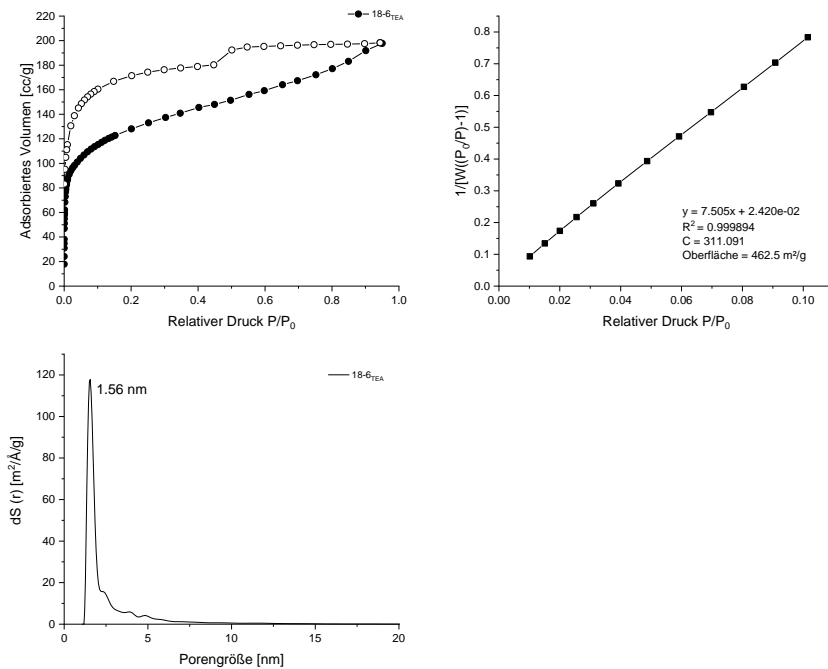 18-6TEA
Adsorbiertes Volumen [cc/g]
220
200
180
160
140
120
100
80
60
40
20
0
0.0 0.2 0.4 0.6 0.8 1.0
Relativer Druck P/P0
1/[W((P0/P)-1)]
0.8
0.7
0.6
0.5
0.4
0.3
0.2
0.1
0.0
y = 7.505x + 2.420e-02
R2 = 0.999894
C = 311.091
Oberfläche = 462.5 m²/g
0.00 0.02 0.04 0.06 0.08 0.10
Relativer Druck P/P0
18-6TEA
1.56 nm
dS (r) [m2/Å/g]
120
100
80
60
40
20
0
0 5 10 15 20
Porengröße [nm]